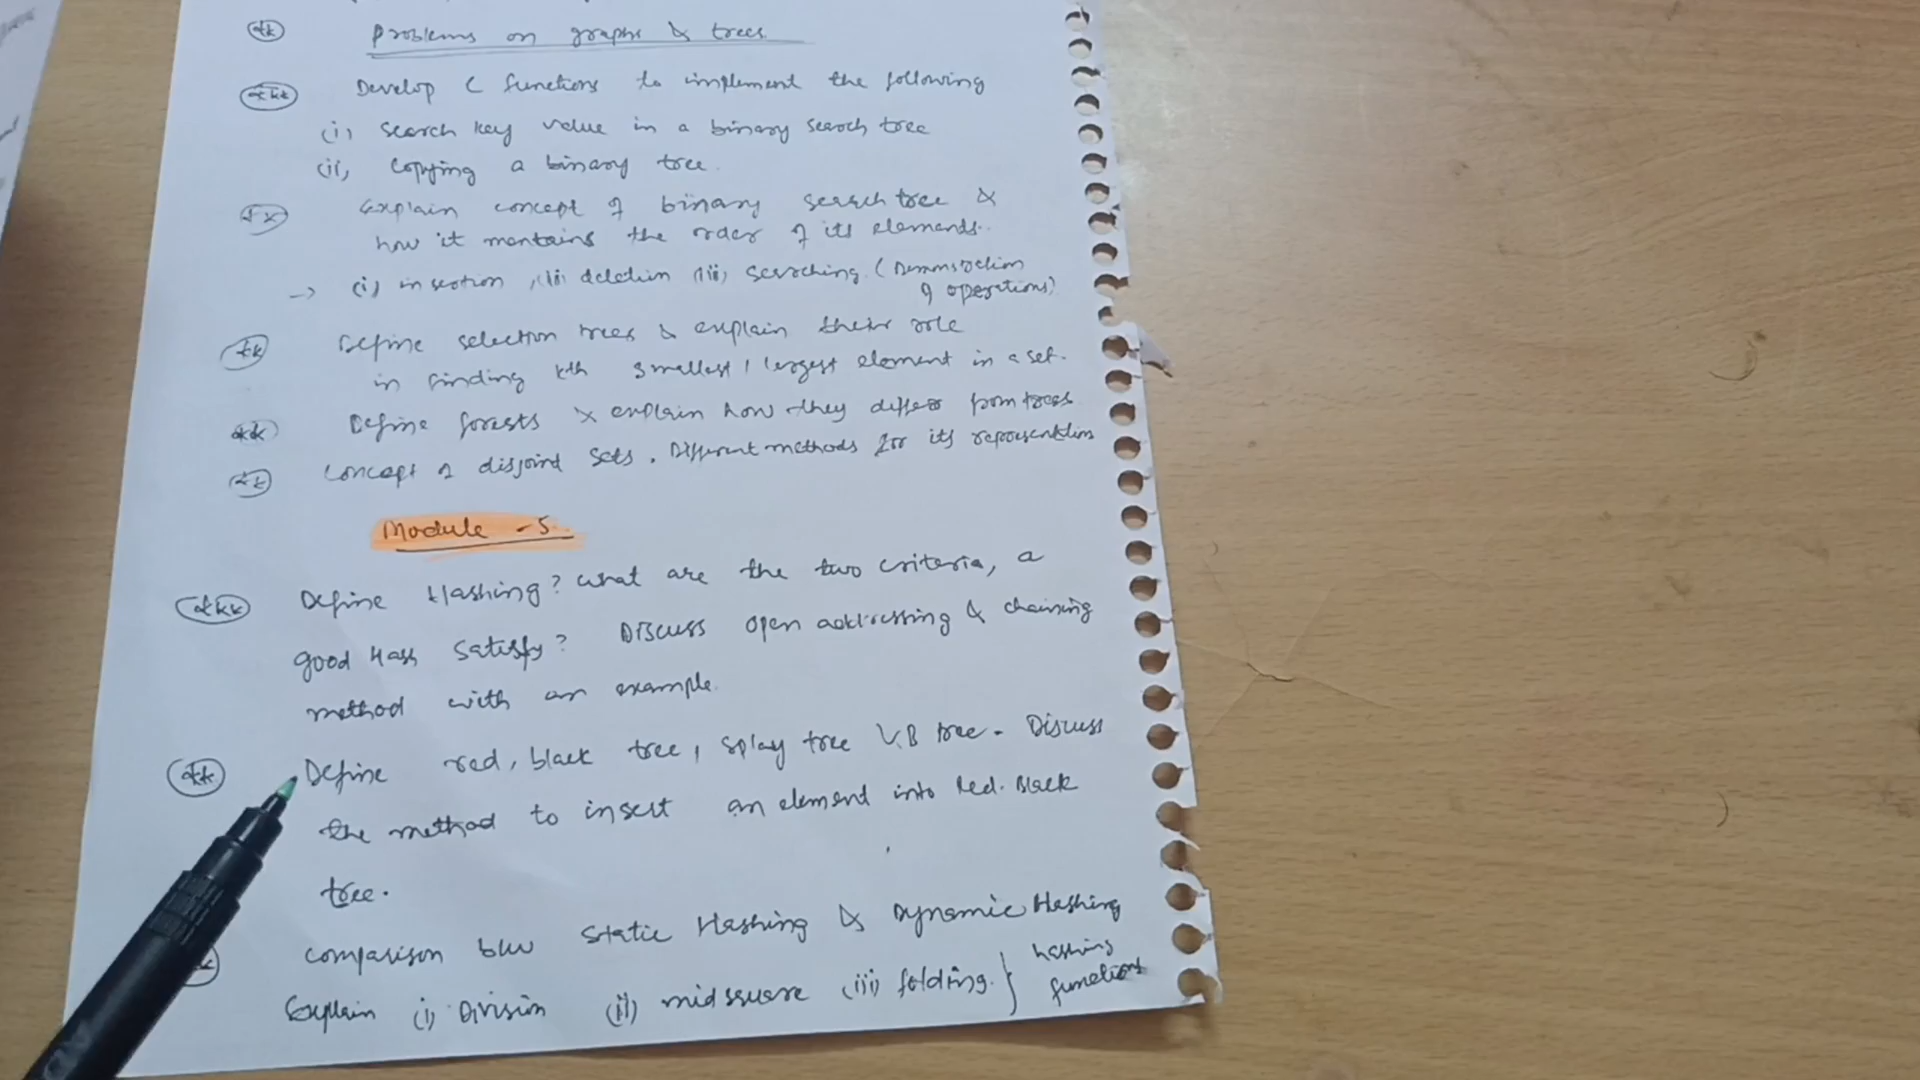 Problems on graphs & trees
Develop C functions to implement the following
(i) search key value in a binary search tree
(ii) Copying a binary tree.
Explain concept of binary search tree &
how it mentains the order of its elements.
→ (i) insertion, (ii) deletion (iii) searching (Demonstration
of operations)
Define selection trees & explain their role
in finding kth smallest / largest element in a set.
Define forests & explain how they differ from trees
Concept of disjoint sets. Different methods for its representation
Module - 5
Define Hashing? what are the two criteria, a
good Hash satisfy? Discuss open addressing & chaining
method with an example.
Define red, black tree, splay tree B tree. Discuss
the method to insert an element into Red. Black
tree.
comparison b/w static Hashing & Dynamic Hashing
Explain (i) Division (ii) midsquare (iii) folding. } hashing
functions